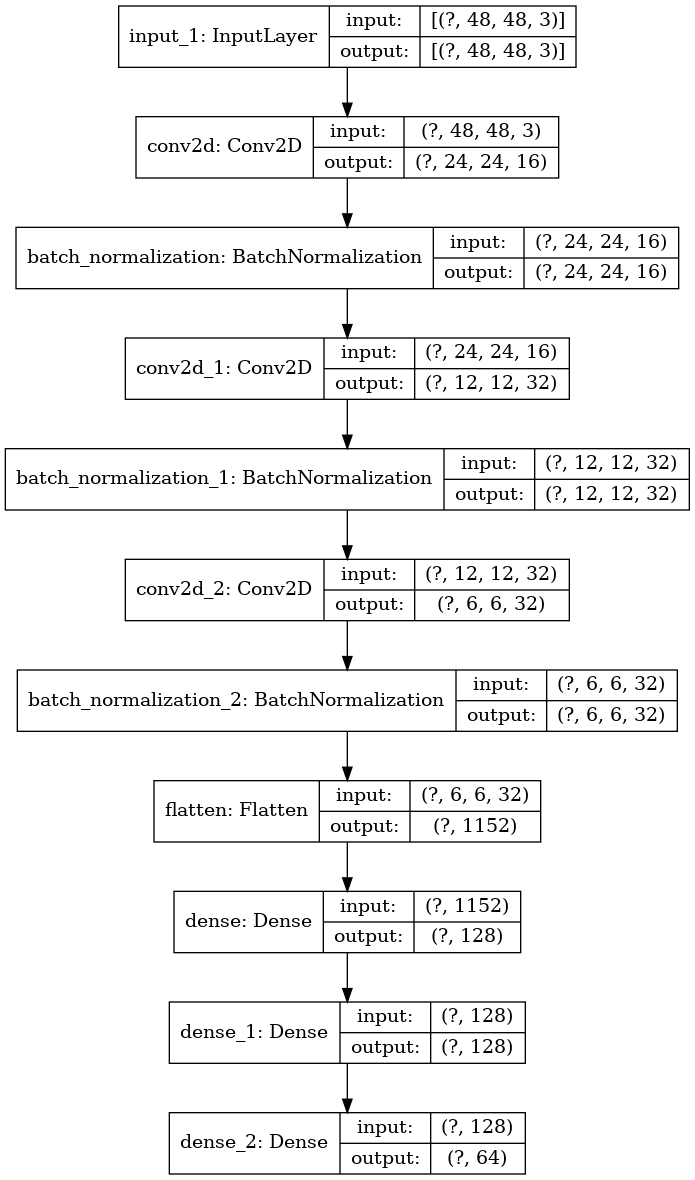 input_1: InputLayer
input:
[(?, 48, 48, 3)]
output:
[(?, 48, 48, 3)]
conv2d: Conv2D
input:
(?, 48, 48, 3)
output:
(?, 24, 24, 16)
batch_normalization: BatchNormalization
input:
(?, 24, 24, 16)
output:
(?, 24, 24, 16)
conv2d_1: Conv2D
input:
(?, 24, 24, 16)
output:
(?, 12, 12, 32)
batch_normalization_1: BatchNormalization
input:
(?, 12, 12, 32)
output:
(?, 12, 12, 32)
conv2d_2: Conv2D
input:
(?, 12, 12, 32)
output:
(?, 6, 6, 32)
batch_normalization_2: BatchNormalization
input:
(?, 6, 6, 32)
output:
(?, 6, 6, 32)
flatten: Flatten
input:
(?, 6, 6, 32)
output:
(?, 1152)
dense: Dense
input:
(?, 1152)
output:
(?, 128)
dense_1: Dense
input:
(?, 128)
output:
(?, 128)
dense_2: Dense
input:
(?, 128)
output:
(?, 64)